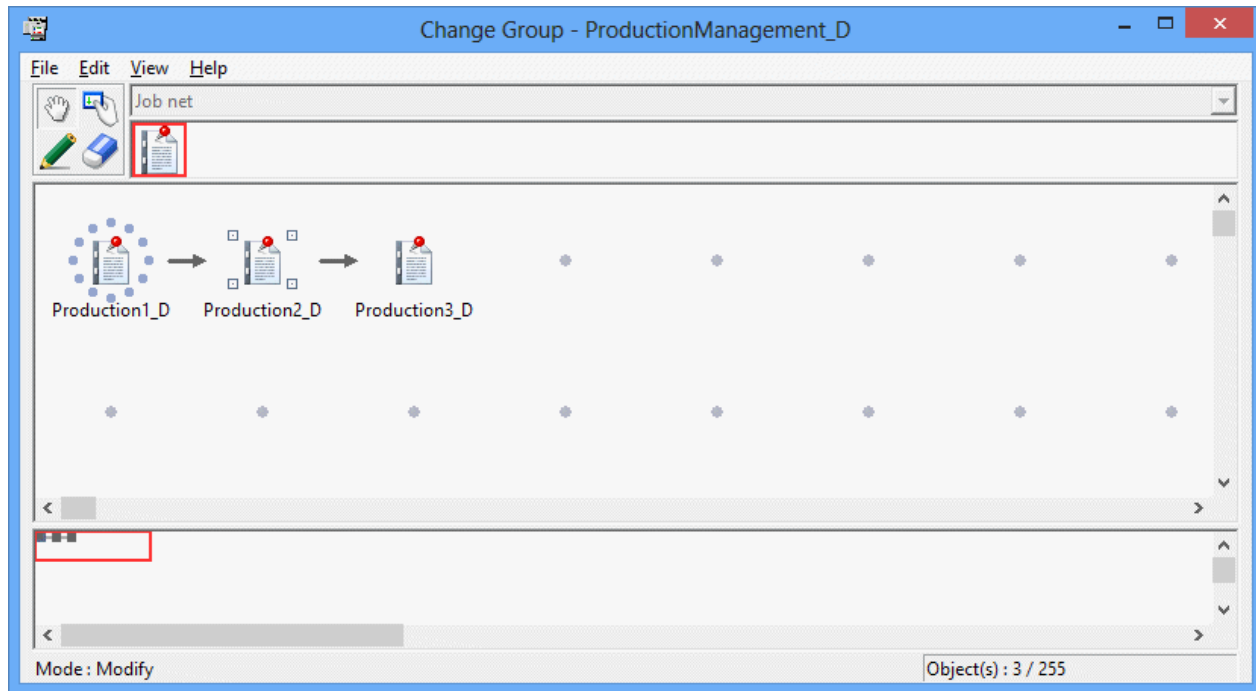 Change Group - ProductionManagement_D
File Edit View Help
Job net
Production1_D Production2_D Production3_D
Mode : Modify Object(s) : 3 / 255